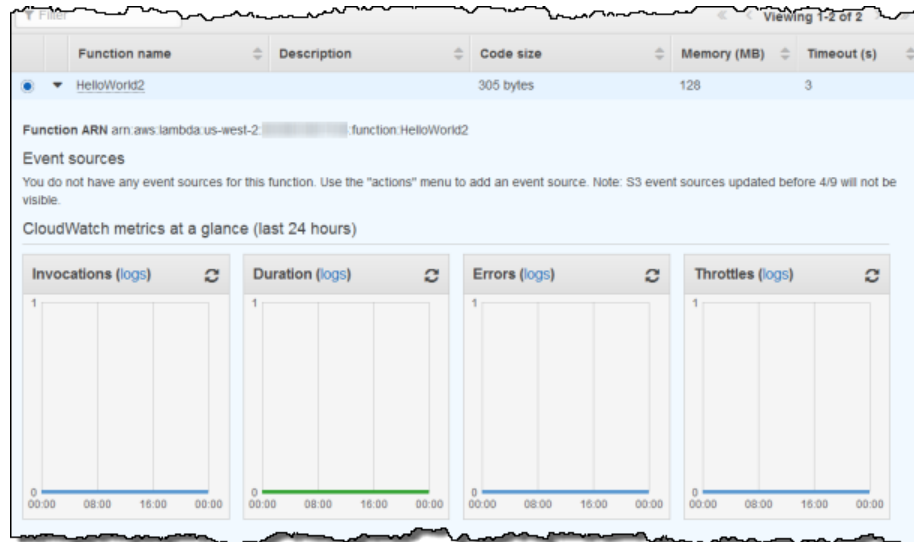 Filter
Viewing 1-2 of 2
Function name Description Code size Memory (MB) Timeout (s)
HelloWorld2 305 bytes 128 3
Function ARN arn:aws:lambda:us-west-2: :function:HelloWorld2
Event sources
You do not have any event sources for this function. Use the "actions" menu to add an event source. Note: S3 event sources updated before 4/9 will not be
visible.
CloudWatch metrics at a glance (last 24 hours)
Invocations (logs) Duration (logs) Errors (logs) Throttles (logs)
1 1 1 1
0 0 0 0
00:00 08:00 16:00 00:00 00:00 08:00 16:00 00:00 00:00 08:00 16:00 00:00 00:00 08:00 16:00 00:00